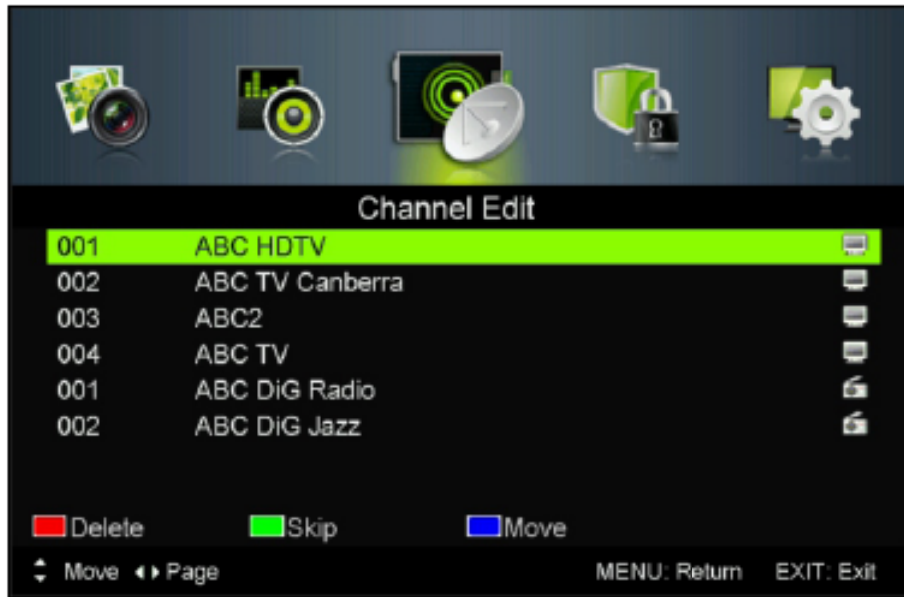 Channel Edit
001 ABC HDTV
002 ABC TV Canberra
003 ABC2
004 ABC TV
001 ABC DiG Radio
002 ABC DiG Jazz
Delete Skip Move
Move Page MENU: Return EXIT: Exit